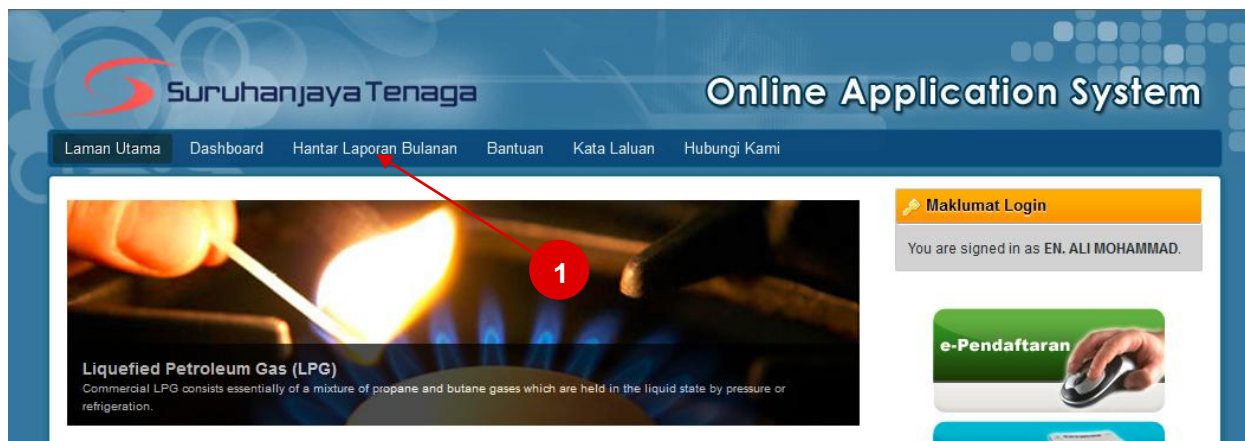 Suruhanjaya Tenaga
Online Application System
Laman Utama Dashboard Hantar Laporan Bulanan Bantuan Kata Laluan Hubungi Kami
Maklumat Login
You are signed in as EN. ALI MOHAMMAD.
1
e-Pendaftaran
Liquefied Petroleum Gas (LPG)
Commercial LPG consists essentially of a mixture of propane and butane gases which are held in the liquid state by pressure or
refrigeration.